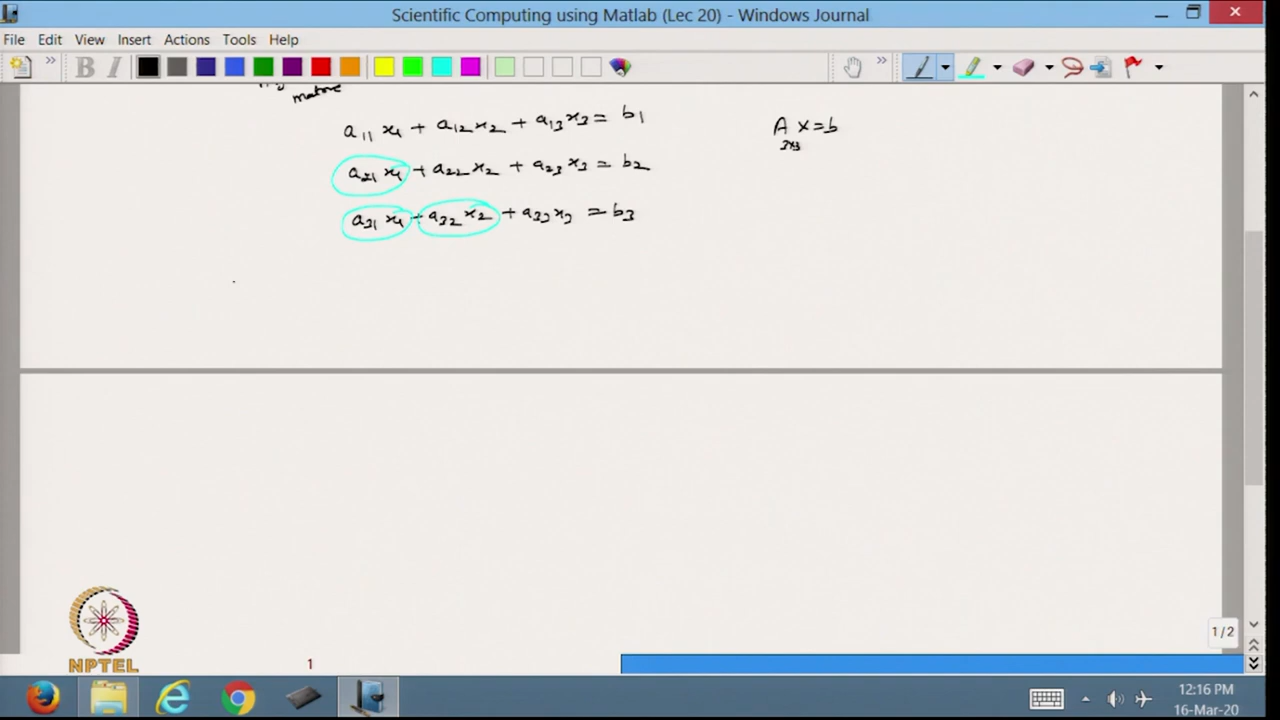 Scientific Computing using Matlab (Lec 20) - Windows Journal
File Edit View Insert Actions Tools Help
B I
matrix
a11 x1 + a12 x2 + a13 x3 = b1
A x = b
3x3
a21 x1 + a22 x2 + a23 x3 = b2
a31 x1 + a32 x2 + a33 x3 = b3
1 / 2
NPTEL
1
12:16 PM
16-Mar-20